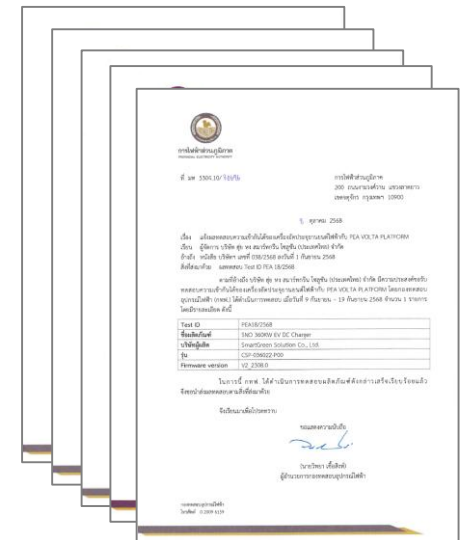 การไฟฟ้าส่วนภูมิภาค
PROVINCIAL ELECTRICITY AUTHORITY
ที่ มท 5304.10/
การไฟฟ้าส่วนภูมิภาค
200 ถนนงามวงศ์วาน แขวงลาดยาว
เขตจตุจักร กรุงเทพฯ 10900
ตุลาคม 2568
เรื่อง แจ้งผลทดสอบความเข้ากันได้ของเครื่องอัดประจุยานยนต์ไฟฟ้ากับ PEA VOLTA PLATFORM
เรียน ผู้จัดการ บริษัท สุ่ย หง สมาร์ทกรีน โซลูชั่น (ประเทศไทย) จำกัด
อ้างถึง หนังสือ บริษัทฯ เลขที่ 038/2568 ลงวันที่ 1 กันยายน 2568
สิ่งที่ส่งมาด้วย ผลทดสอบ Test ID PEA 18/2568
ตามที่อ้างถึง บริษัท สุ่ย หง สมาร์ทกรีน โซลูชั่น (ประเทศไทย) จำกัด มีความประสงค์ขอรับ
ทดสอบความเข้ากันได้ของเครื่องอัดประจุยานยนต์ไฟฟ้ากับ PEA VOLTA PLATFORM โดยกองทดสอบ
อุปกรณ์ไฟฟ้า (กทฟ.) ได้ดำเนินการทดสอบ เมื่อวันที่ 9 กันยายน - 19 กันยายน 2568 จำนวน 1 รายการ
โดยมีรายละเอียด ดังนี้
Test ID PEA18/2568
ชื่อผลิตภัณฑ์ SNO 360KW EV DC Charger
บริษัทผู้ผลิต SmartGreen Solution Co., Ltd.
รุ่น CSP-036022-P00
Firmware version V2_2308.0
ในการนี้ กทฟ. ได้ดำเนินการทดสอบผลิตภัณฑ์ดังกล่าวเสร็จเรียบร้อยแล้ว
จึงขอนำส่งผลทดสอบตามสิ่งที่ส่งมาด้วย
จึงเรียนมาเพื่อโปรดทราบ
ขอแสดงความนับถือ
ผู้อำนวยการกองทดสอบอุปกรณ์ไฟฟ้า
กองทดสอบอุปกรณ์ไฟฟ้า
โทรศัพท์ 0 2009 6139